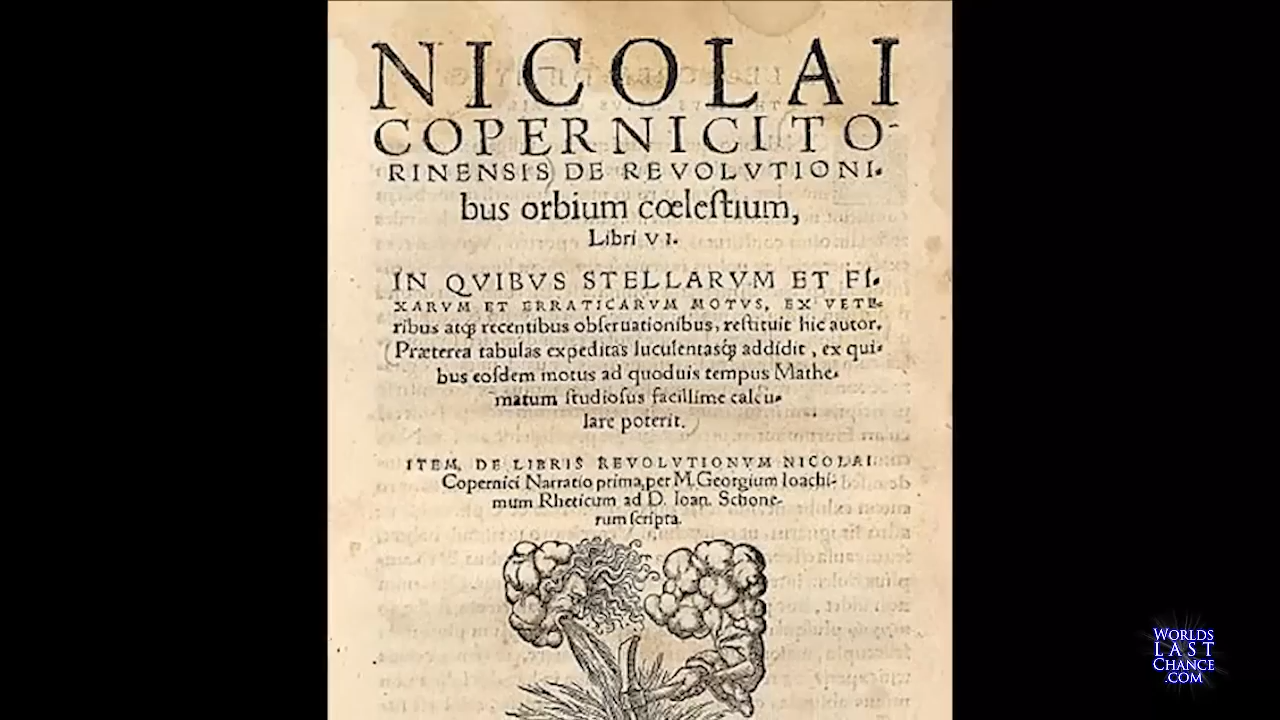 NICOLAI
COPERNICI TO-
RINENSIS DE REVOLVTIONI-
bus orbium cœleſtium,
Libri VI.
IN QVIBVS STELLARVM ET FI-
XARVM ET ERRATICARVM MOTVS, EX VETE-
ribus atq; recentibus obſeruationibus, reſtituit hic autor.
Præterea tabulas expeditas luculentasq; addidit, ex qui-
bus eoſdem motus ad quoduis tempus Mathe-
matum ſtudioſus facillime calcu-
lare poterit.
ITEM, DE LIBRIS REVOLVTIONVM NICOLAI
Copernici Narratio prima, per M. Georgium Ioachi-
mum Rheticum ad D. Ioan. Schone-
rum ſcripta.
WORLDS
LAST
CHANCE
.COM